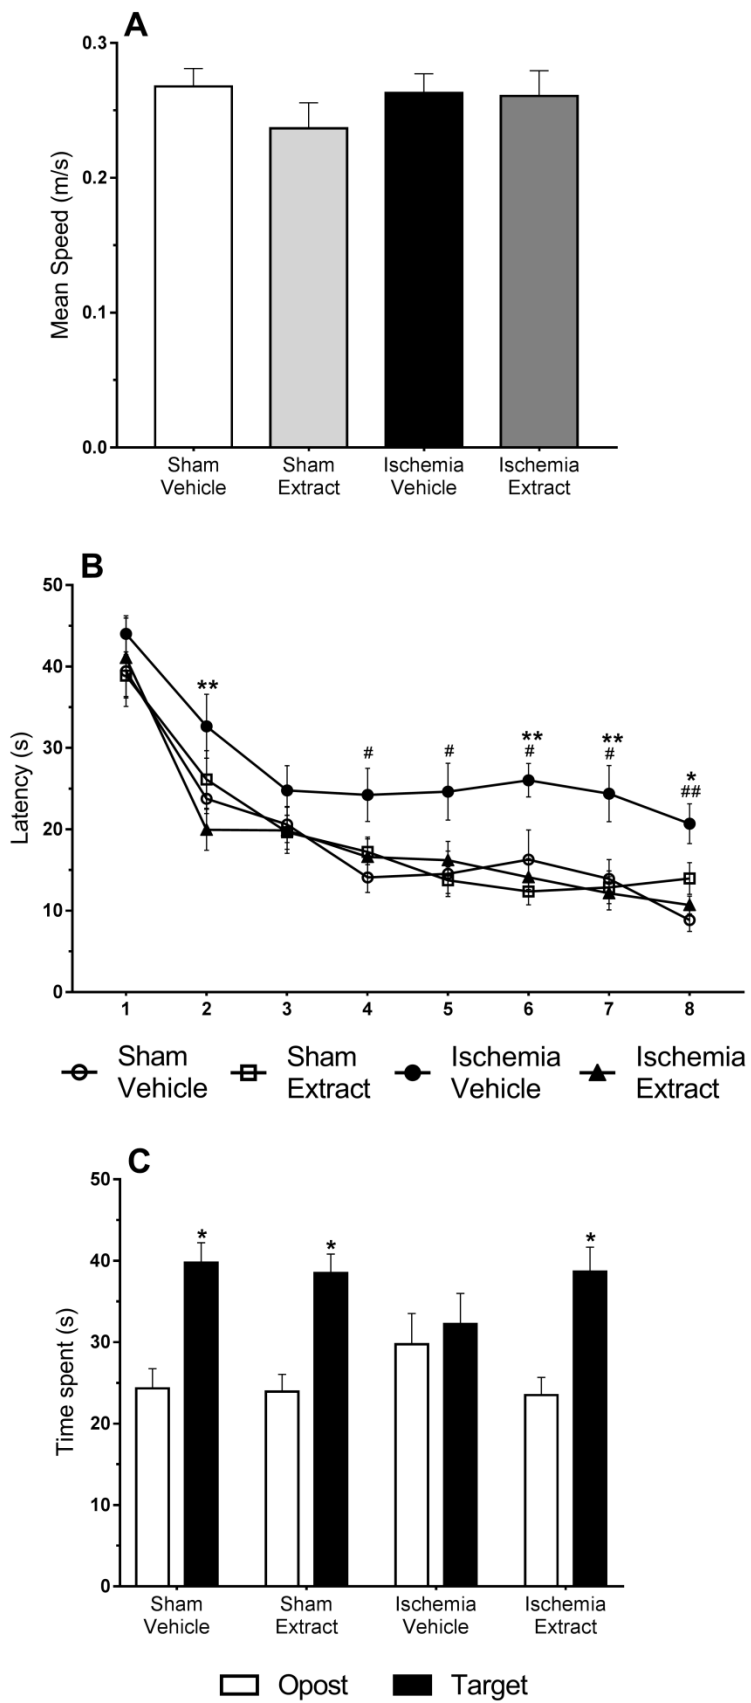 A
Mean Speed (m/s)
0.3
0.2
0.1
0.0
Sham Vehicle
Sham Extract
Ischemia Vehicle
Ischemia Extract
B
Latency (s)
50
40
30
20
10
0
**
#
#
**
#
**
#
*
##
1 2 3 4 5 6 7 8
Sham Vehicle
Sham Extract
Ischemia Vehicle
Ischemia Extract
C
Time spent (s)
50
40
30
20
10
0
*
*
*
Sham Vehicle
Sham Extract
Ischemia Vehicle
Ischemia Extract
Opost Target